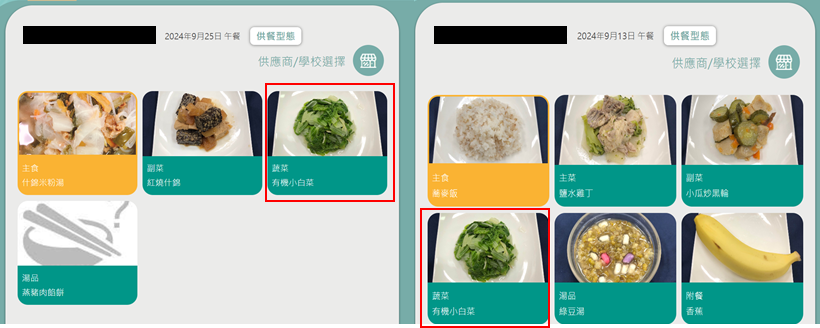 2024年9月25日 午餐
供餐型態
供應商/學校選擇
主食
什錦米粉湯
副菜
紅燒什錦
蔬菜
有機小白菜
湯品
蒸豬肉餡餅
2024年9月13日 午餐
供餐型態
供應商/學校選擇
主食
蕎麥飯
主菜
鹽水雞丁
副菜
小瓜炒黑輪
蔬菜
有機小白菜
湯品
綠豆湯
附餐
香蕉